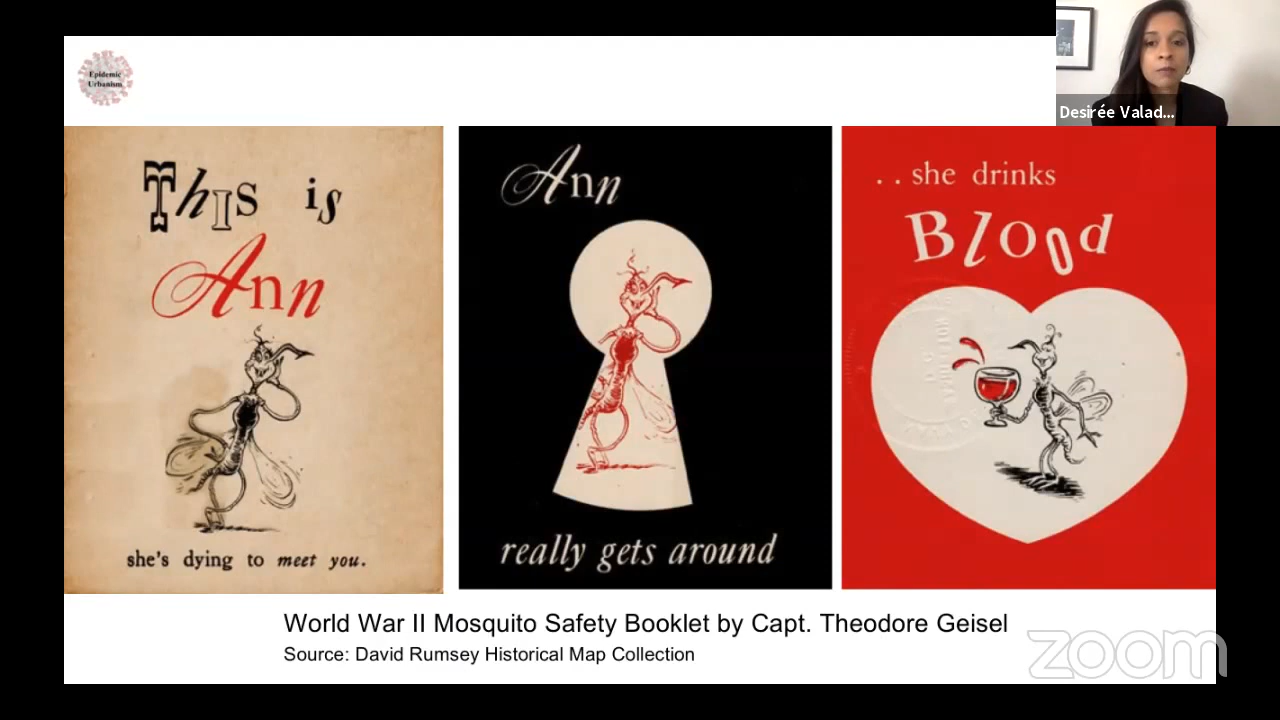 Epidemic
Urbanism
Desirée Valad...
This is
Ann
she's dying to meet you.
Ann
really gets around
. . she drinks
Blood
World War II Mosquito Safety Booklet by Capt. Theodore Geisel
Source: David Rumsey Historical Map Collection
zoom